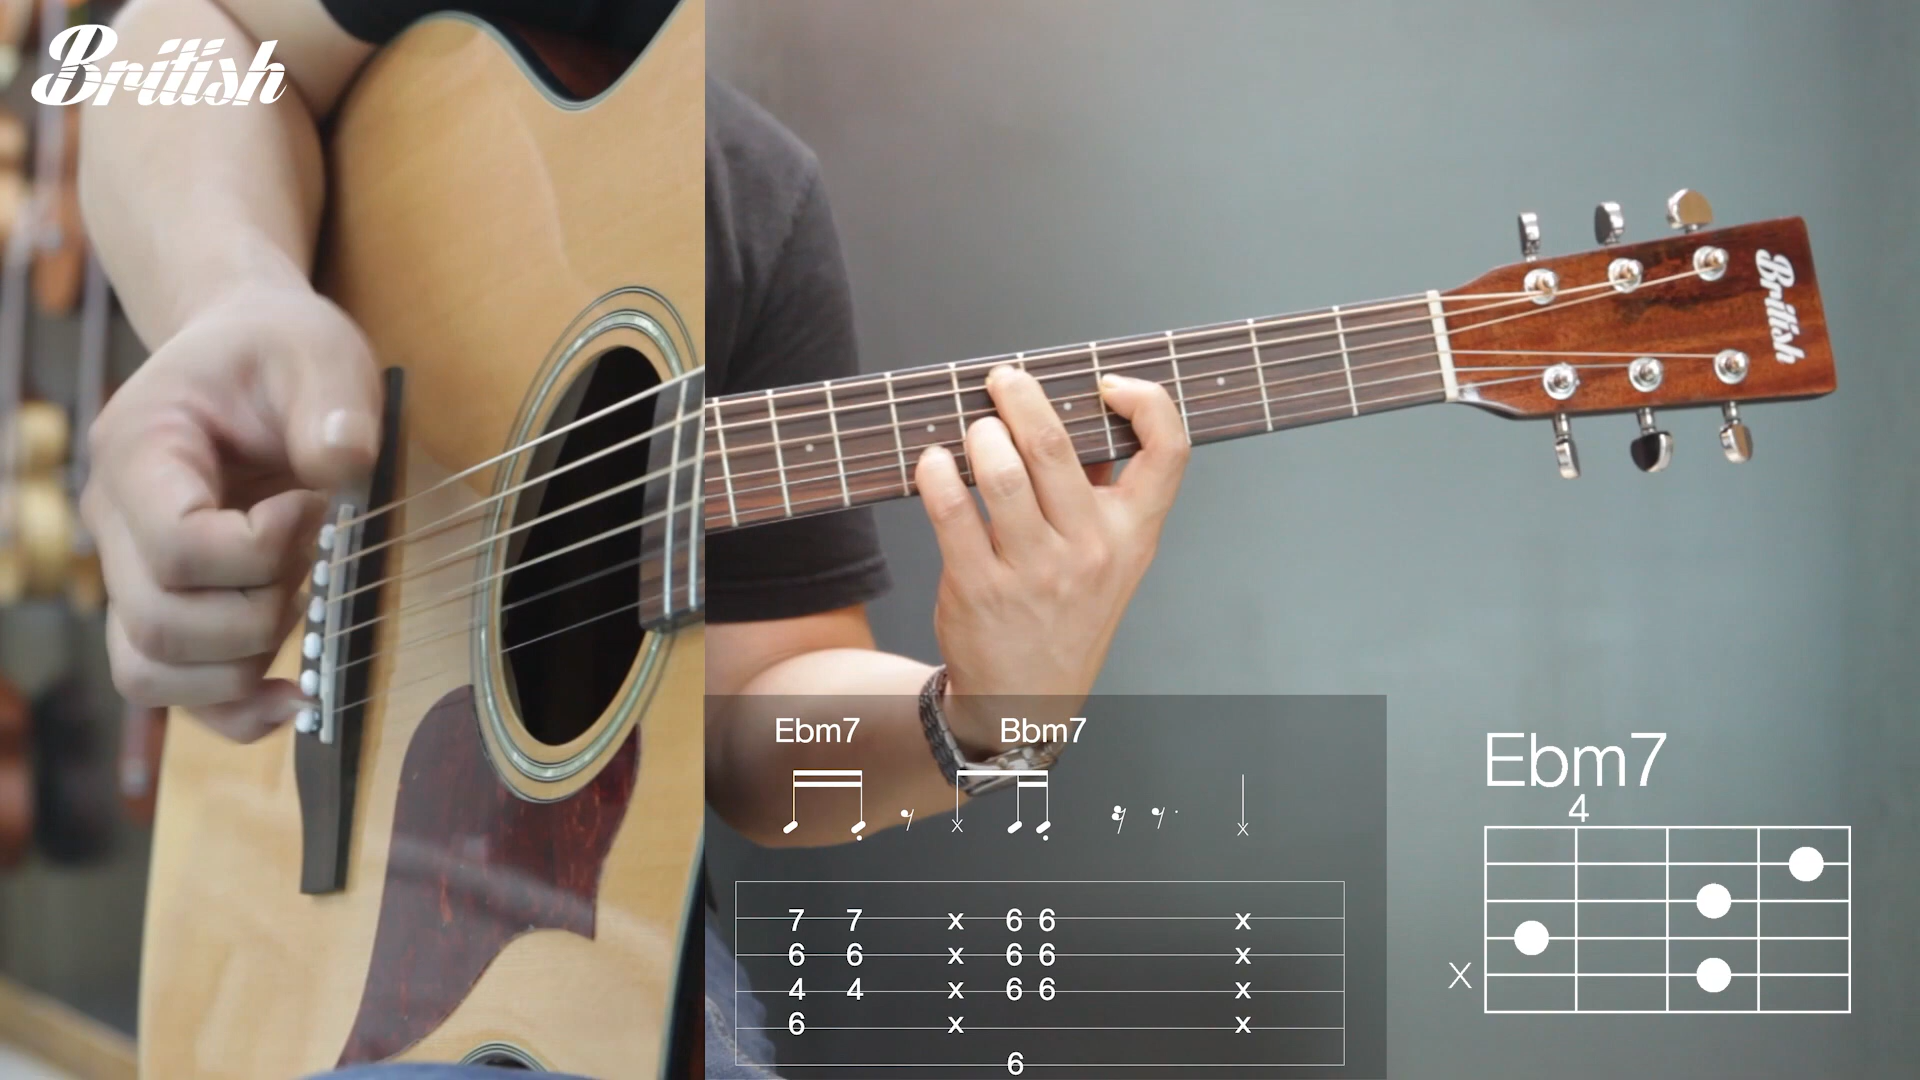 British
British
Ebm7 Bbm7
x x
7 7 x 6 6 x
6 6 x 6 6 x
4 4 x 6 6 x
6 x x
6
Ebm7
4
X